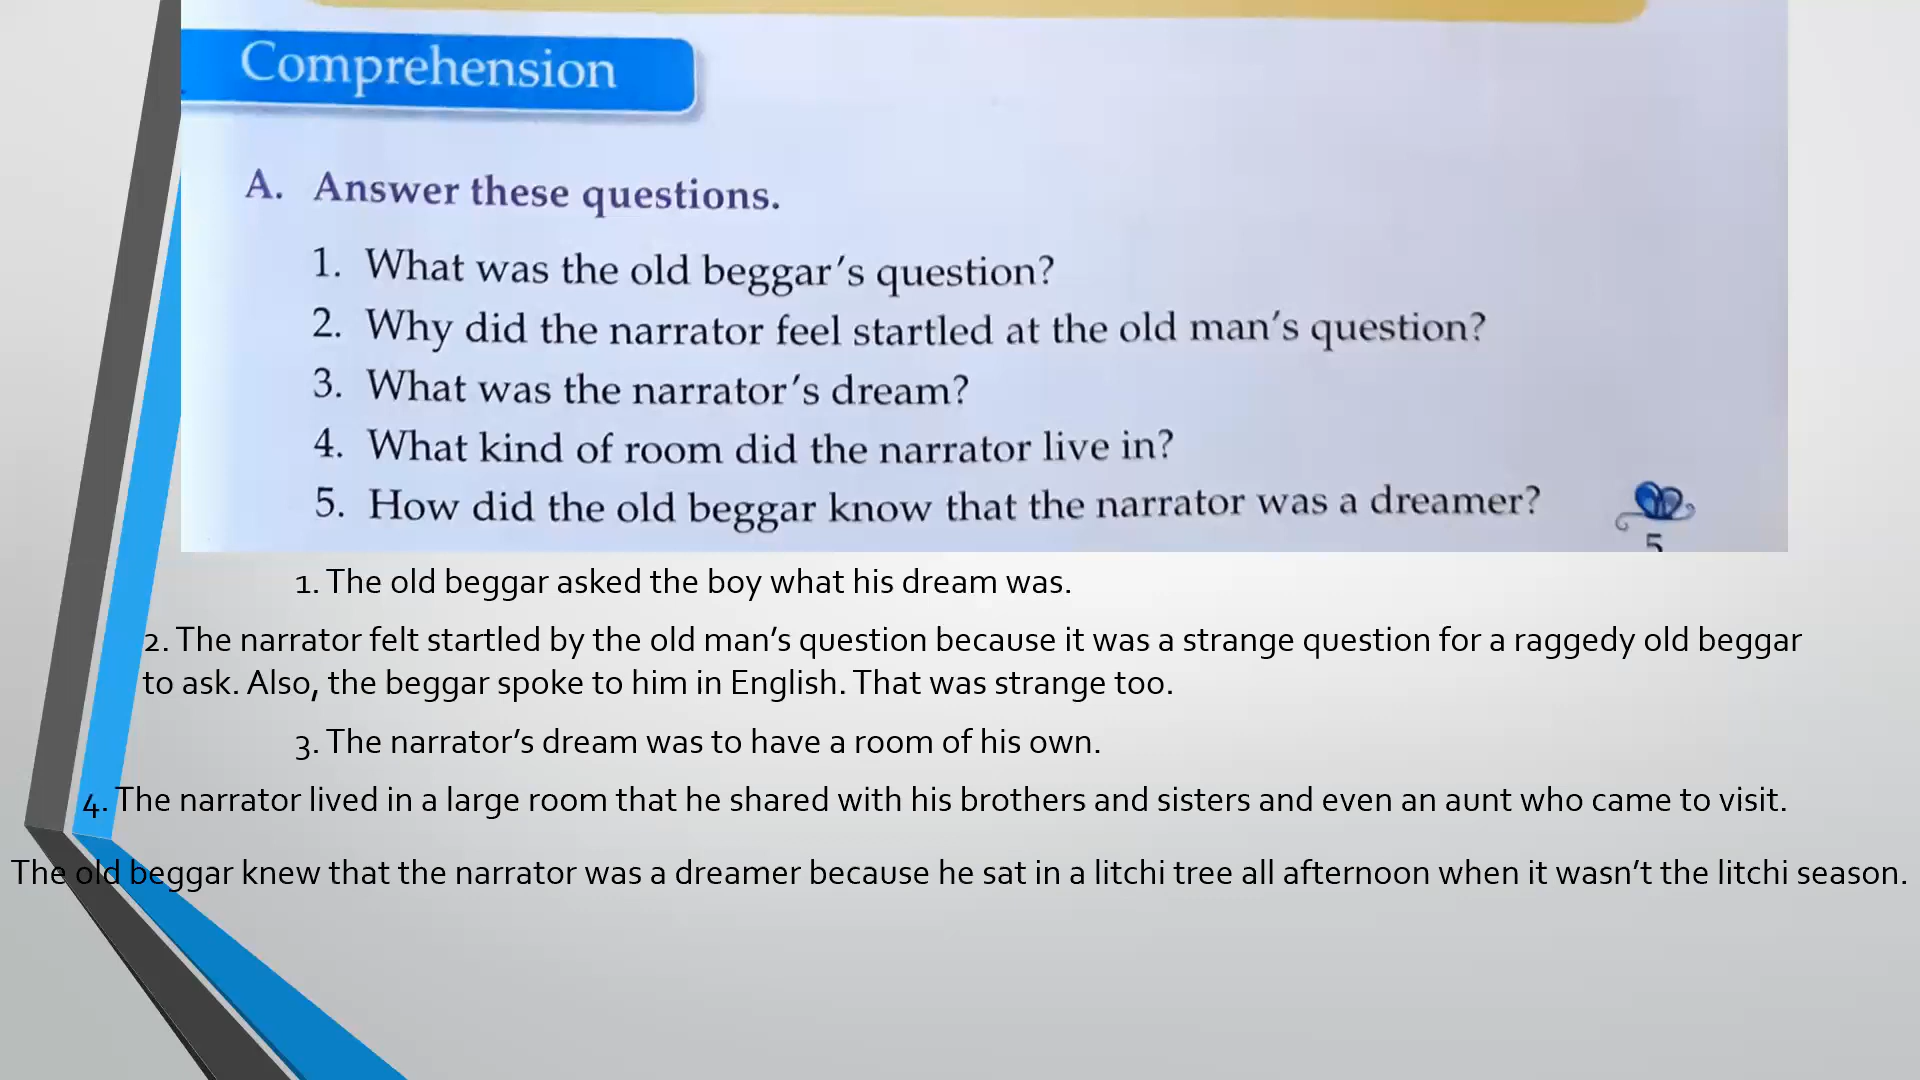 Comprehension
A. Answer these questions.
1. What was the old beggar's question?
2. Why did the narrator feel startled at the old man's question?
3. What was the narrator's dream?
4. What kind of room did the narrator live in?
5. How did the old beggar know that the narrator was a dreamer?
5
1. The old beggar asked the boy what his dream was.
2. The narrator felt startled by the old man's question because it was a strange question for a raggedy old beggar
to ask. Also, the beggar spoke to him in English. That was strange too.
3. The narrator's dream was to have a room of his own.
4. The narrator lived in a large room that he shared with his brothers and sisters and even an aunt who came to visit.
The old beggar knew that the narrator was a dreamer because he sat in a litchi tree all afternoon when it wasn't the litchi season.